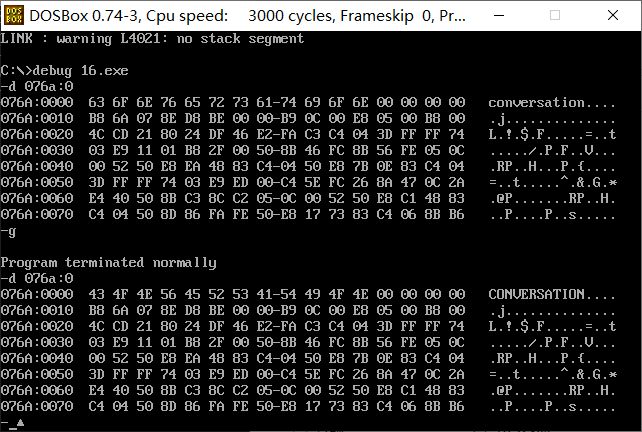 DOSBox 0.74-3, Cpu speed:    3000 cycles, Frameskip  0, Pr...
LINK : warning L4021: no stack segment
C:\>debug 16.exe
-d 076a:0
076A:0000  63 6F 6E 76 65 72 73 61-74 69 6F 6E 00 00 00 00   conversation....
076A:0010  B8 6A 07 8E D8 BE 00 00-B9 0C 00 E8 05 00 B8 00   .j..............
076A:0020  4C CD 21 80 24 DF 46 E2-FA C3 C4 03 3D FF FF 74   L.!.$.F.....=..t
076A:0030  03 E9 11 01 B8 2F 00 50-8B 46 FC 8B 56 FE 05 0C   ...../.P.F..V...
076A:0040  00 52 50 E8 EA 48 83 C4-04 50 E8 7B 0E 83 C4 04   .RP..H...P.{....
076A:0050  3D FF FF 74 03 E9 ED 00-C4 5E FC 26 8A 47 0C 2A   =..t.....^.&.G.*
076A:0060  E4 40 50 8B C3 8C C2 05-0C 00 52 50 E8 C1 48 83   .@P.......RP..H.
076A:0070  C4 04 50 8D 86 FA FE 50-E8 17 73 83 C4 06 8B B6   ..P....P..s.....
-g
Program terminated normally
-d 076a:0
076A:0000  43 4F 4E 56 45 52 53 41-54 49 4F 4E 00 00 00 00   CONVERSATION....
076A:0010  B8 6A 07 8E D8 BE 00 00-B9 0C 00 E8 05 00 B8 00   .j..............
076A:0020  4C CD 21 80 24 DF 46 E2-FA C3 C4 03 3D FF FF 74   L.!.$.F.....=..t
076A:0030  03 E9 11 01 B8 2F 00 50-8B 46 FC 8B 56 FE 05 0C   ...../.P.F..V...
076A:0040  00 52 50 E8 EA 48 83 C4-04 50 E8 7B 0E 83 C4 04   .RP..H...P.{....
076A:0050  3D FF FF 74 03 E9 ED 00-C4 5E FC 26 8A 47 0C 2A   =..t.....^.&.G.*
076A:0060  E4 40 50 8B C3 8C C2 05-0C 00 52 50 E8 C1 48 83   .@P.......RP..H.
076A:0070  C4 04 50 8D 86 FA FE 50-E8 17 73 83 C4 06 8B B6   ..P....P..s.....
-_